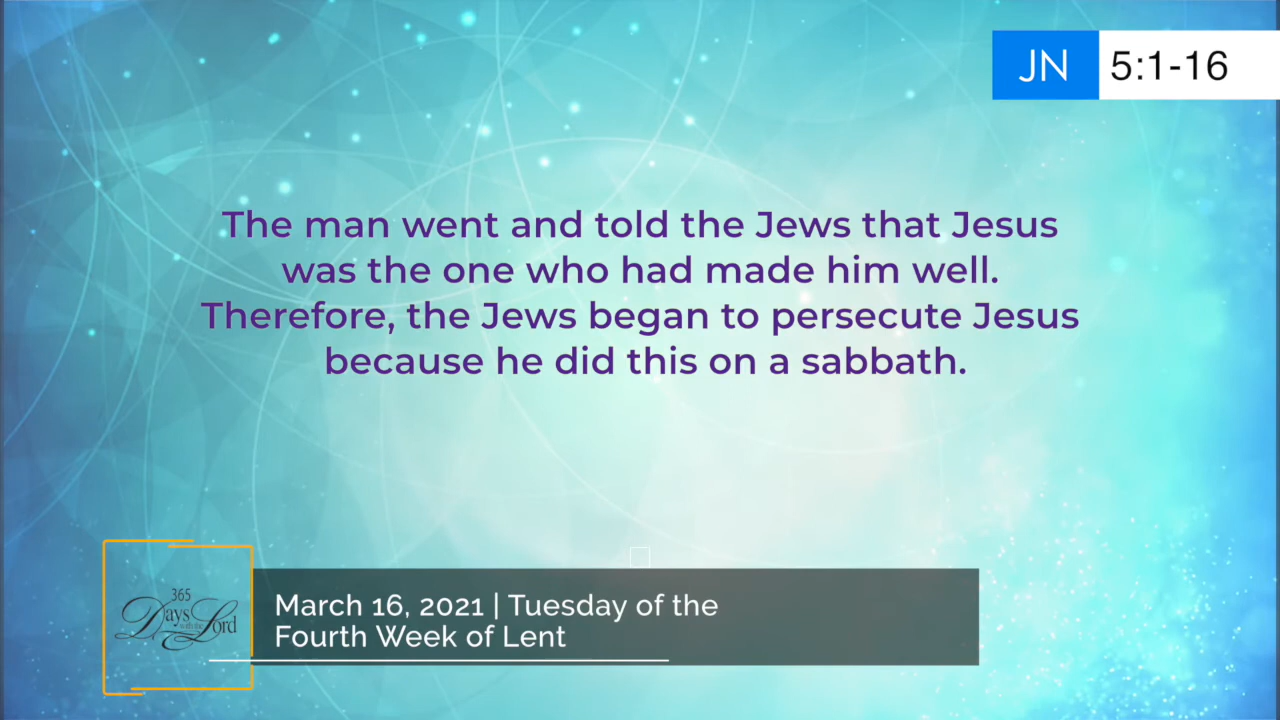 JN 5:1-16
The man went and told the Jews that Jesus
was the one who had made him well.
Therefore, the Jews began to persecute Jesus
because he did this on a sabbath.
365
Days with the Lord
March 16, 2021 | Tuesday of the
Fourth Week of Lent